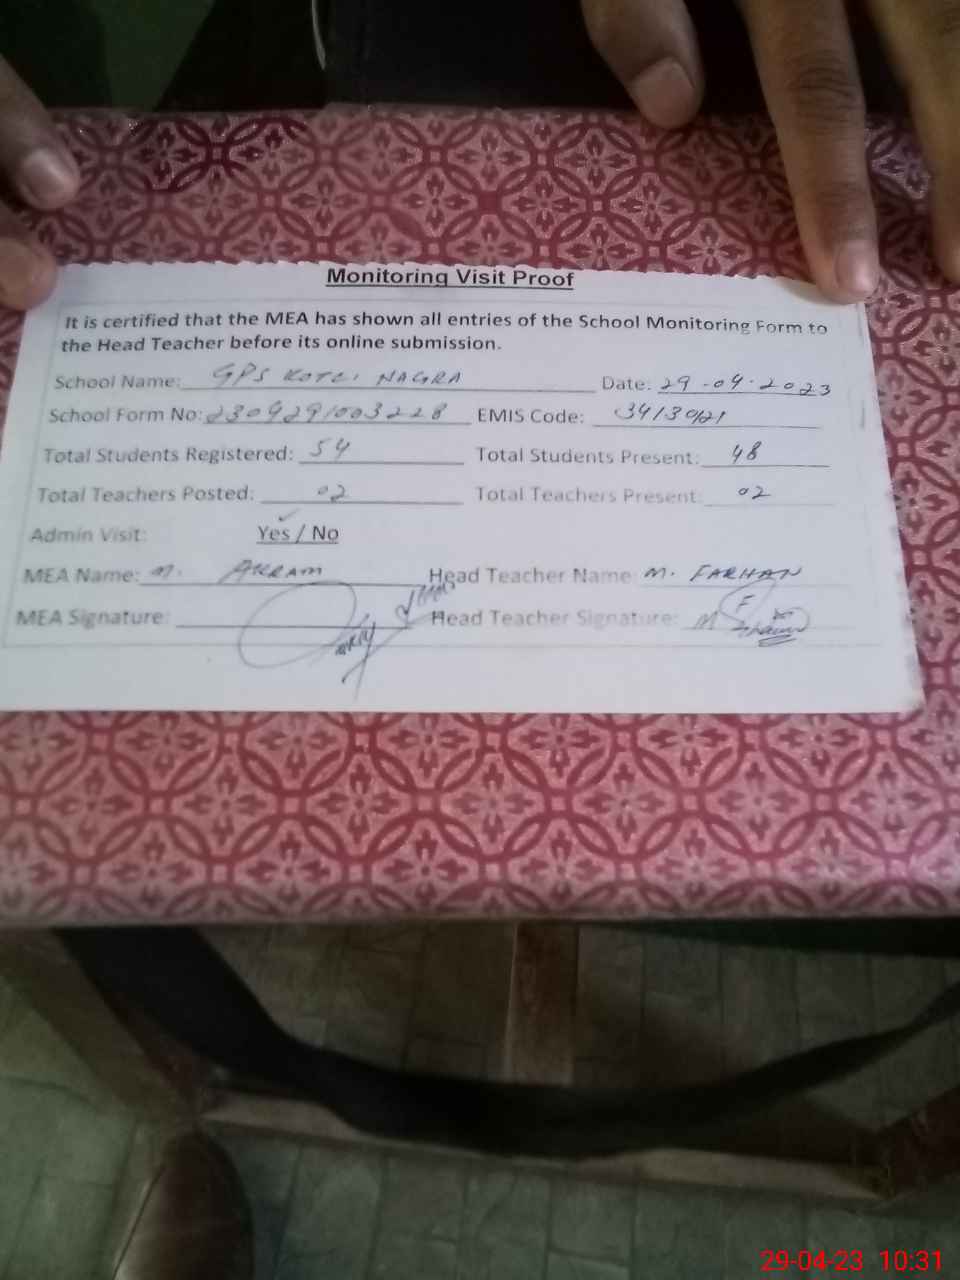 Monitoring Visit Proof
It is certified that the MEA has shown all entries of the School Monitoring Form to
the Head Teacher before its online submission.
School Name: GPS KOTLI NAGRA Date: 29-04-2023
School Form No: 2304291003228 EMIS Code: 34130121
Total Students Registered: 54 Total Students Present: 48
Total Teachers Posted: 02 Total Teachers Present: 02
Admin Visit: Yes / No
MEA Name: M. AKRAM Head Teacher Name: M. FARHAN
MEA Signature: Head Teacher Signature:
29-04-23 10:31